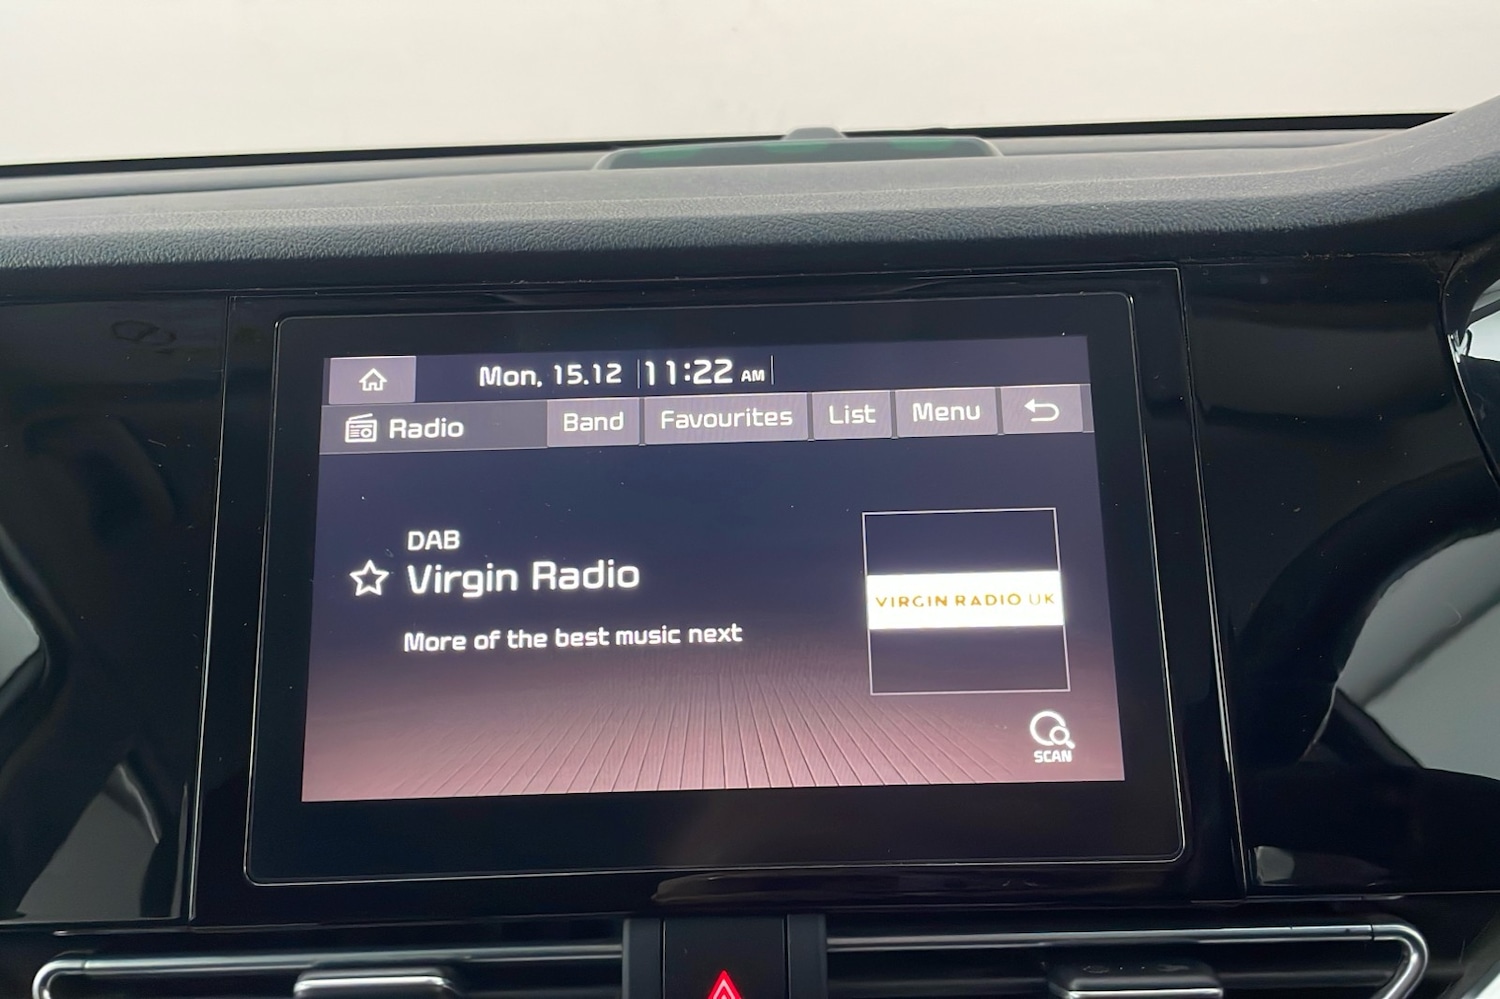 Mon, 15.12 11:22 AM
Radio Band Favourites List Menu
DAB
Virgin Radio
More of the best music next
VIRGIN RADIO UK
SCAN